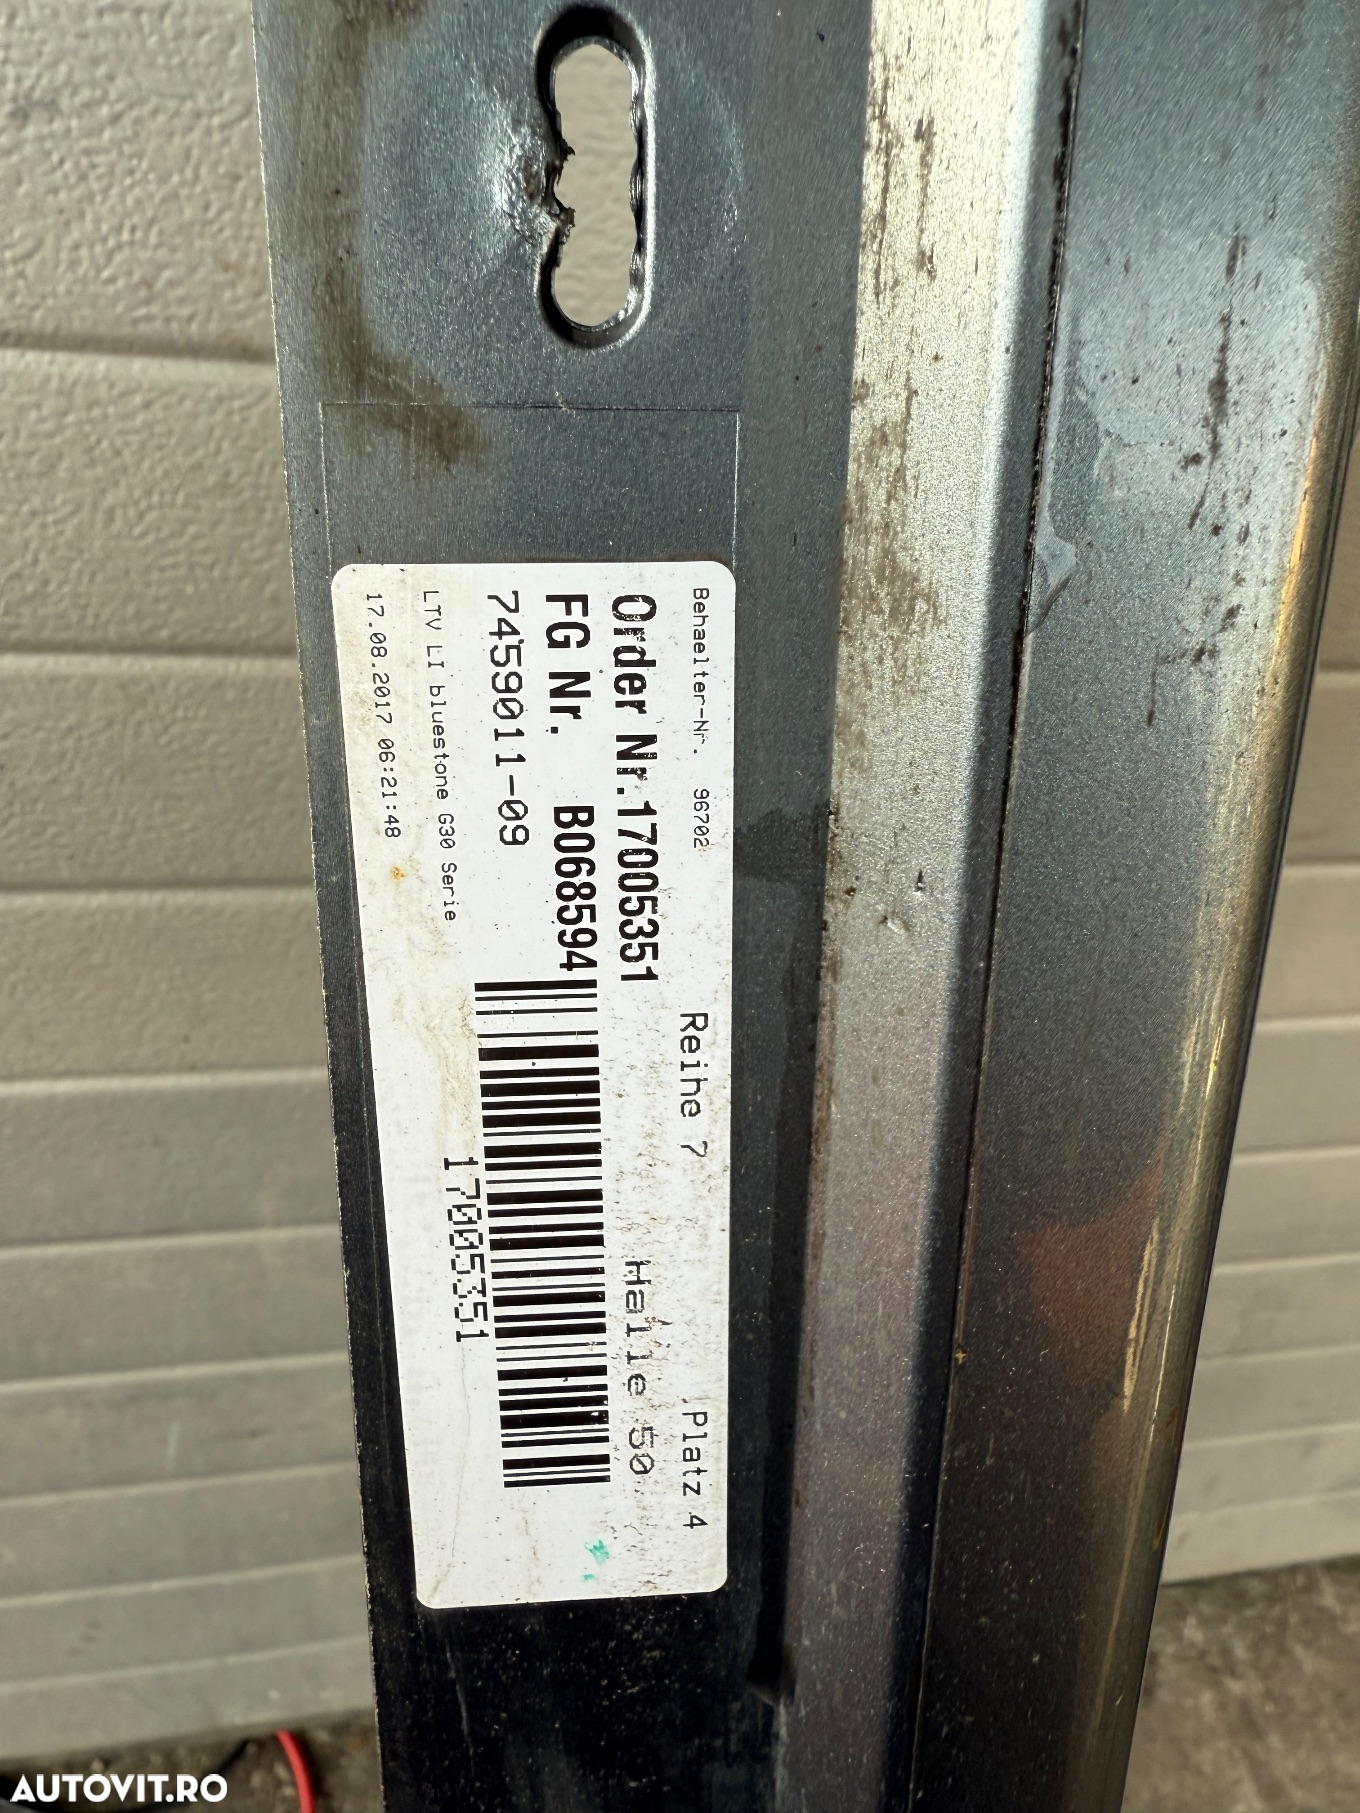 Behaelter-Nr. 96702 Reihe 7 Platz 4
Order Nr.17005351 Halle 50
FG Nr. B068594
7459011-09
17005351
LTV LI bluestone G30 Serie
17.08.2017 06:21:48
AUTOVIT.RO